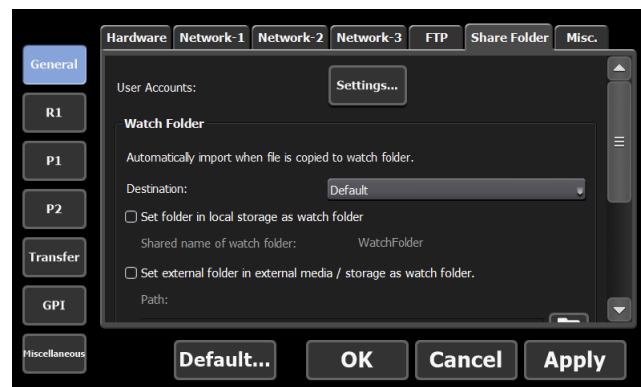 Hardware Network-1 Network-2 Network-3 FTP Share Folder Misc.
General
R1
P1
P2
Transfer
GPI
Miscellaneous
User Accounts: Settings...
Watch Folder
Automatically import when file is copied to watch folder.
Destination: Default
Set folder in local storage as watch folder
Shared name of watch folder: WatchFolder
Set external folder in external media / storage as watch folder.
Path:
Default... OK Cancel Apply